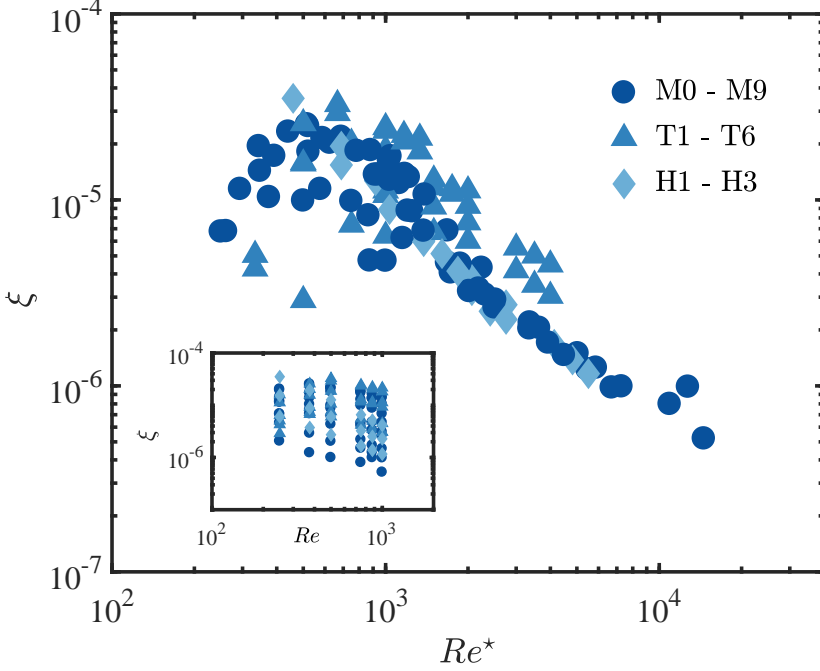 10^-4
M0 - M9
T1 - T6
H1 - H3
10^-5
ξ
10^-6
10^-4
ξ
10^-6
10^2 Re 10^3
10^-7
10^2 10^3 10^4
Re⋆